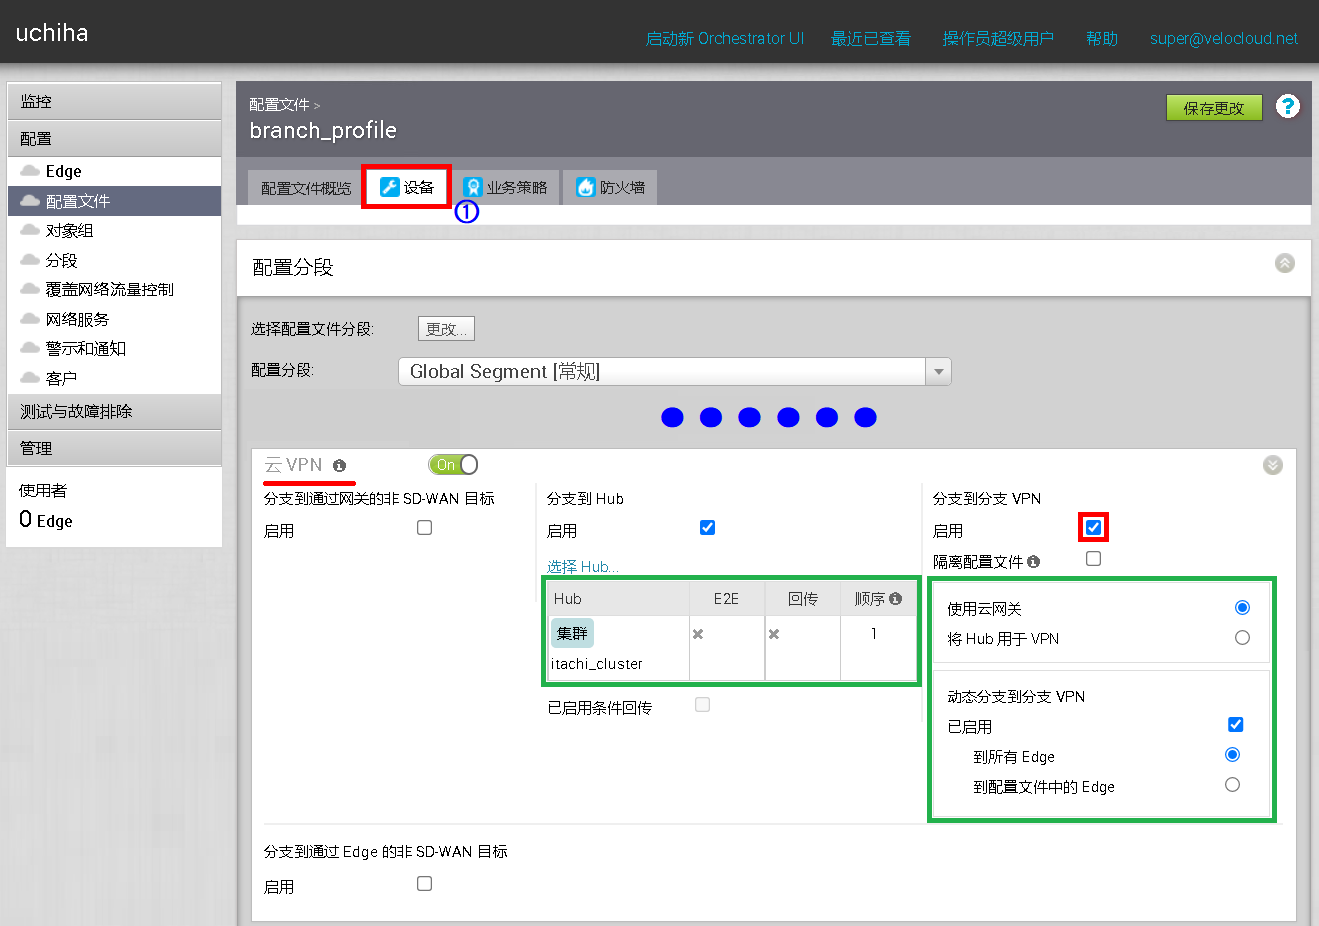 uchiha
启动新 Orchestrator UI
最近已查看
操作员超级用户
帮助
super@velocloud.net
监控
配置
Edge
配置文件
对象组
分段
覆盖网络流量控制
网络服务
警示和通知
客户
测试与故障排除
管理
使用者
0 Edge
配置文件 >
branch_profile
保存更改
?
配置文件概览
设备
业务策略
防火墙
①
配置分段
选择配置文件分段:
更改...
配置分段:
Global Segment [常规]
云 VPN
On
分支到通过网关的非 SD-WAN 目标
启用
分支到 Hub
启用
选择 Hub...
Hub
E2E
回传
顺序
集群
itachi_cluster
1
已启用条件回传
分支到分支 VPN
启用
隔离配置文件
使用云网关
将 Hub 用于 VPN
动态分支到分支 VPN
已启用
到所有 Edge
到配置文件中的 Edge
分支到通过 Edge 的非 SD-WAN 目标
启用